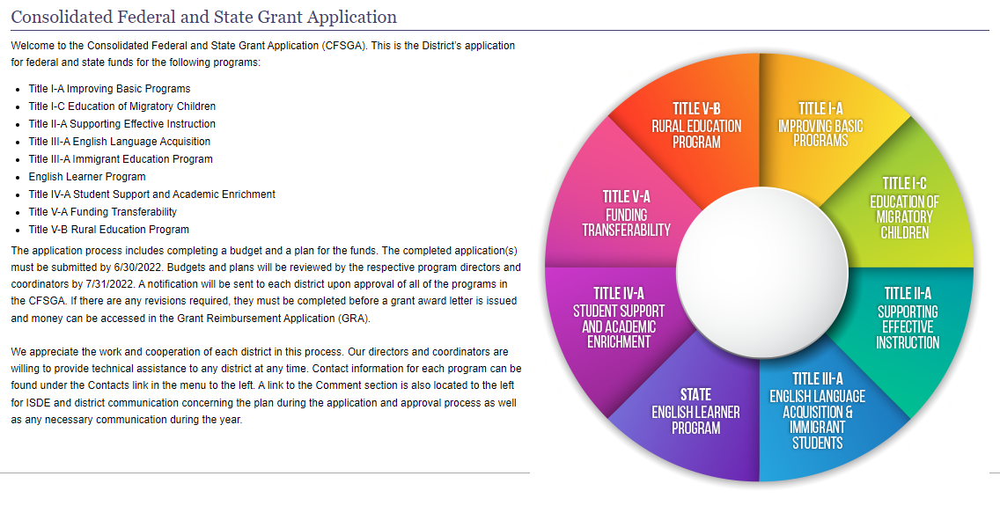 Consolidated Federal and State Grant Application
Welcome to the Consolidated Federal and State Grant Application (CFSGA). This is the District's application
for federal and state funds for the following programs:
Title I-A Improving Basic Programs
Title I-C Education of Migratory Children
Title II-A Supporting Effective Instruction
Title III-A English Language Acquisition
Title III-A Immigrant Education Program
English Learner Program
Title IV-A Student Support and Academic Enrichment
Title V-A Funding Transferability
Title V-B Rural Education Program
The application process includes completing a budget and a plan for the funds. The completed application(s)
must be submitted by 6/30/2022. Budgets and plans will be reviewed by the respective program directors and
coordinators by 7/31/2022. A notification will be sent to each district upon approval of all of the programs in
the CFSGA. If there are any revisions required, they must be completed before a grant award letter is issued
and money can be accessed in the Grant Reimbursement Application (GRA).
We appreciate the work and cooperation of each district in this process. Our directors and coordinators are
willing to provide technical assistance to any district at any time. Contact information for each program can be
found under the Contacts link in the menu to the left. A link to the Comment section is also located to the left
for ISDE and district communication concerning the plan during the application and approval process as well
as any necessary communication during the year.
TITLE I-A
IMPROVING BASIC
PROGRAMS
TITLE I-C
EDUCATION OF
MIGRATORY
CHILDREN
TITLE II-A
SUPPORTING
EFFECTIVE
INSTRUCTION
TITLE III-A
ENGLISH LANGUAGE
ACQUISITION &
IMMIGRANT
STUDENTS
STATE
ENGLISH LEARNER
PROGRAM
TITLE IV-A
STUDENT SUPPORT
AND ACADEMIC
ENRICHMENT
TITLE V-A
FUNDING
TRANSFERABILITY
TITLE V-B
RURAL EDUCATION
PROGRAM